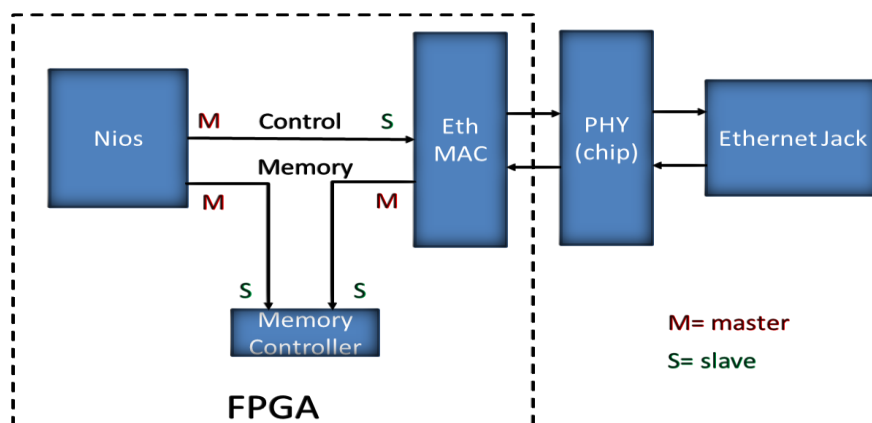 Nios
M
Control
S
Memory
M
M
Eth
MAC
PHY
(chip)
Ethernet Jack
S
S
Memory
Controller
M= master
S= slave
FPGA